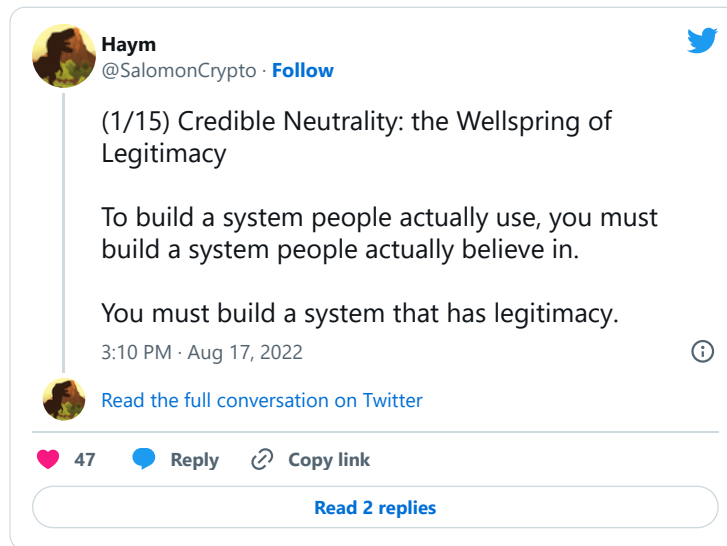 Haym
@SalomonCrypto · Follow
(1/15) Credible Neutrality: the Wellspring of
Legitimacy
To build a system people actually use, you must
build a system people actually believe in.
You must build a system that has legitimacy.
3:10 PM · Aug 17, 2022
Read the full conversation on Twitter
47 Reply Copy link
Read 2 replies